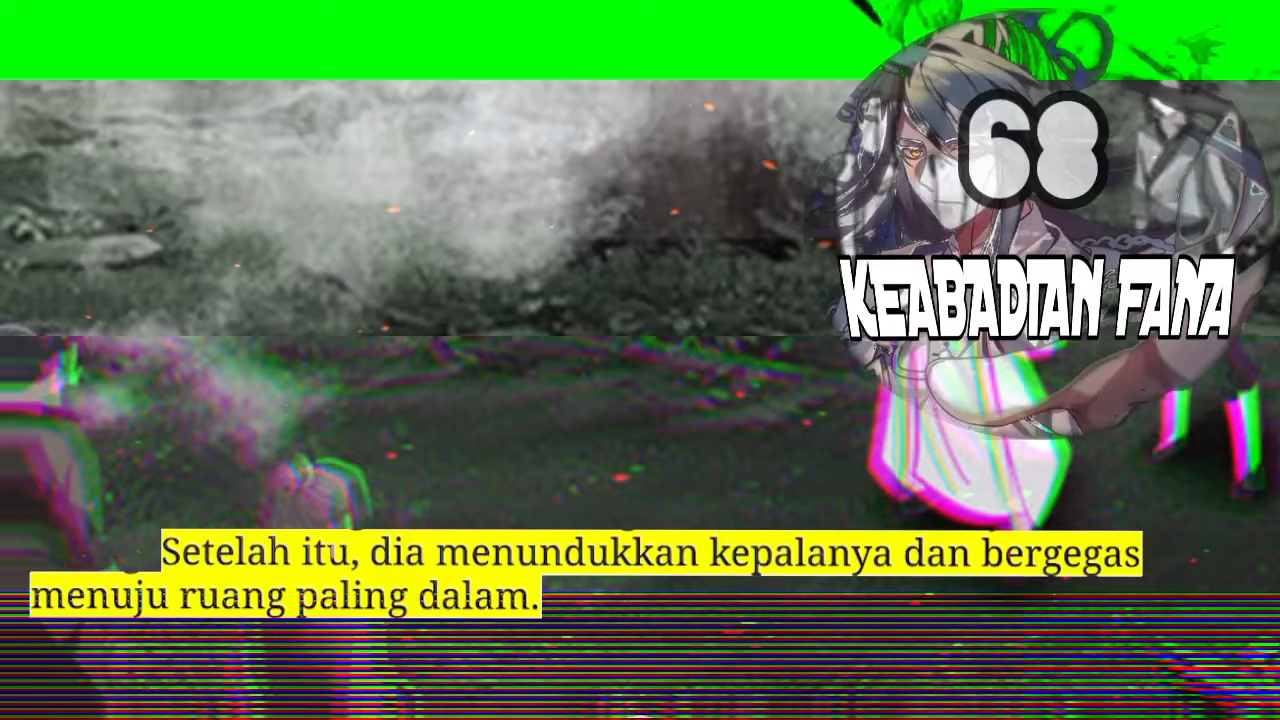 68
KEABADIAN FANA
Setelah itu, dia menundukkan kepalanya dan bergegas
menuju ruang paling dalam.